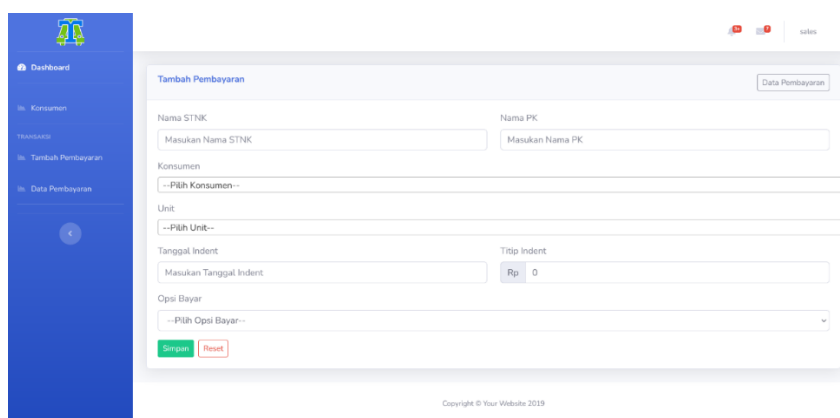 sales
Dashboard
Konsumen
TRANSAKSI
Tambah Pembayaran
Data Pembayaran
Tambah Pembayaran
Data Pembayaran
Nama STNK
Nama PK
Masukan Nama STNK
Masukan Nama PK
Konsumen
--Pilih Konsumen--
Unit
--Pilih Unit--
Tanggal Indent
Titip Indent
Masukan Tanggal Indent
Rp 0
Opsi Bayar
--Pilih Opsi Bayar--
Simpan Reset
Copyright © Your Website 2019